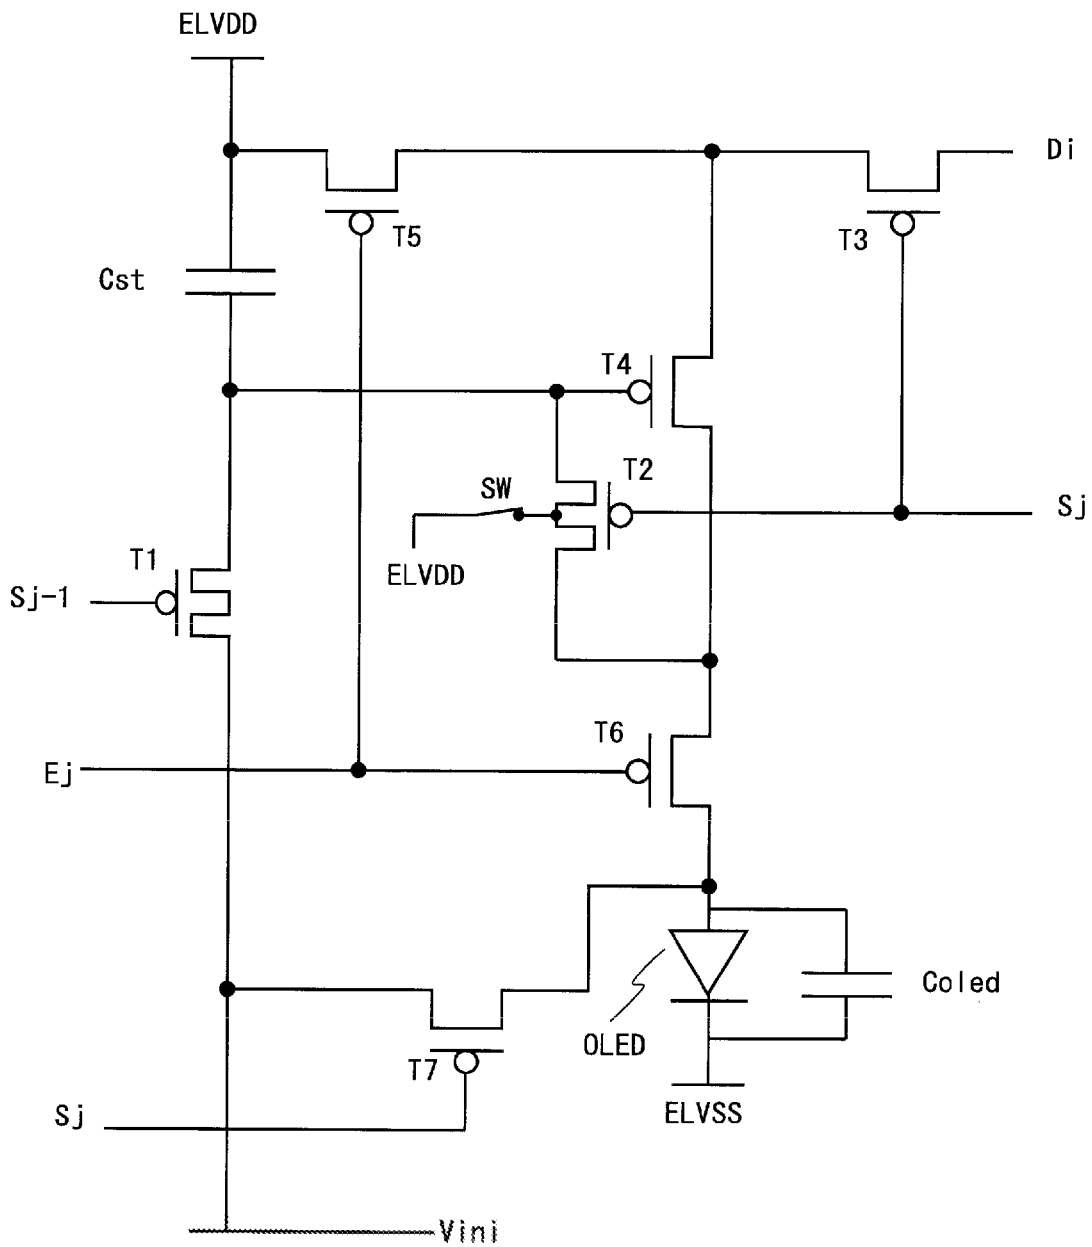 ELVDD
Di
T5
T3
Cst
T4
T2
SW
Sj
ELVDD
T1
Sj-1
T6
Ej
Coled
OLED
T7
Sj
ELVSS
Vini